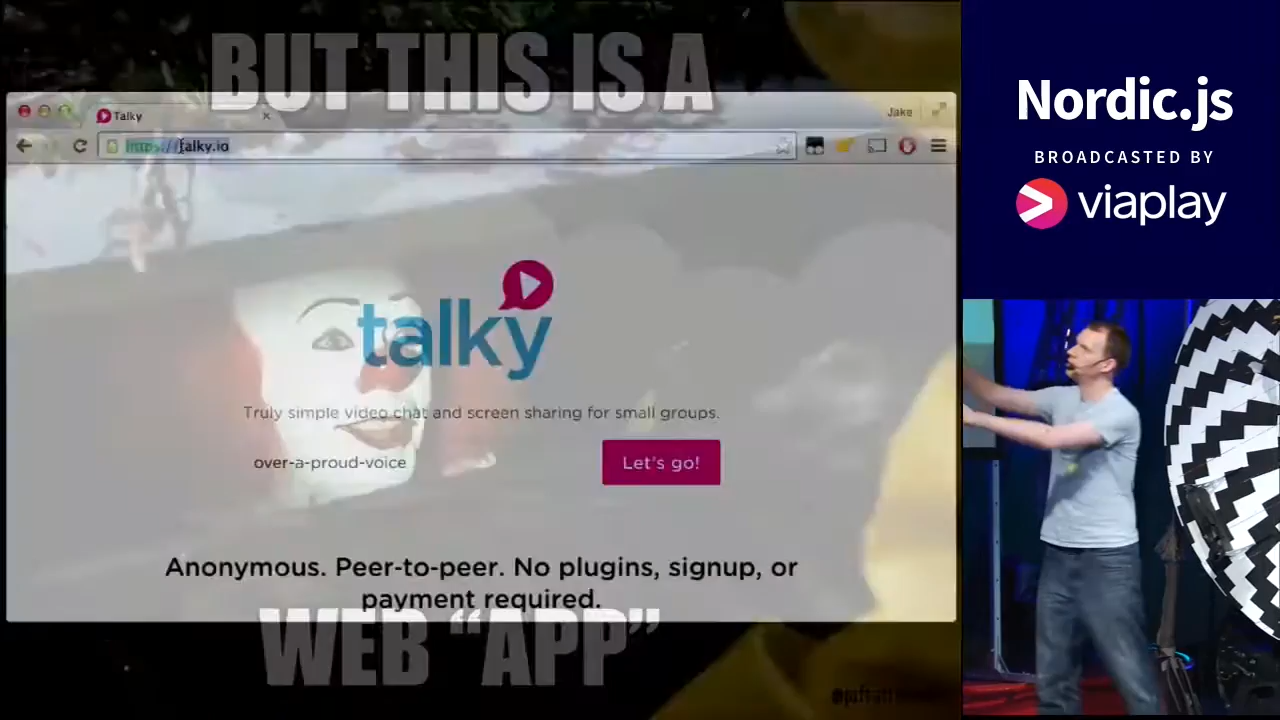 BUT THIS IS A
Talky
Jake
https://talky.io
talky
Truly simple video chat and screen sharing for small groups.
over-a-proud-voice
Let's go!
Anonymous. Peer-to-peer. No plugins, signup, or
payment required.
WEB “APP”
Nordic.js
BROADCASTED BY
viaplay